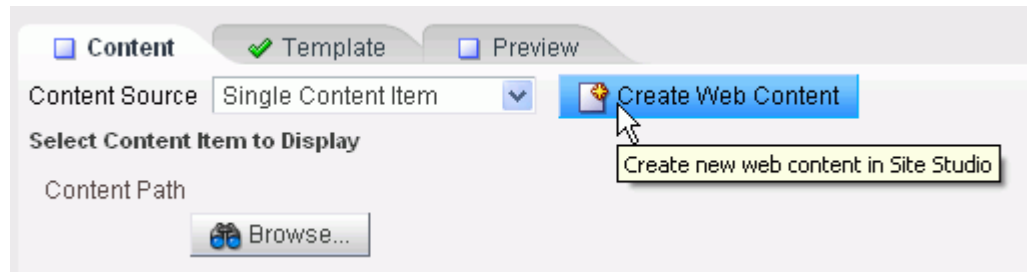 Content Template Preview
Content Source Single Content Item Create Web Content
Select Content Item to Display
Create new web content in Site Studio
Content Path
Browse...